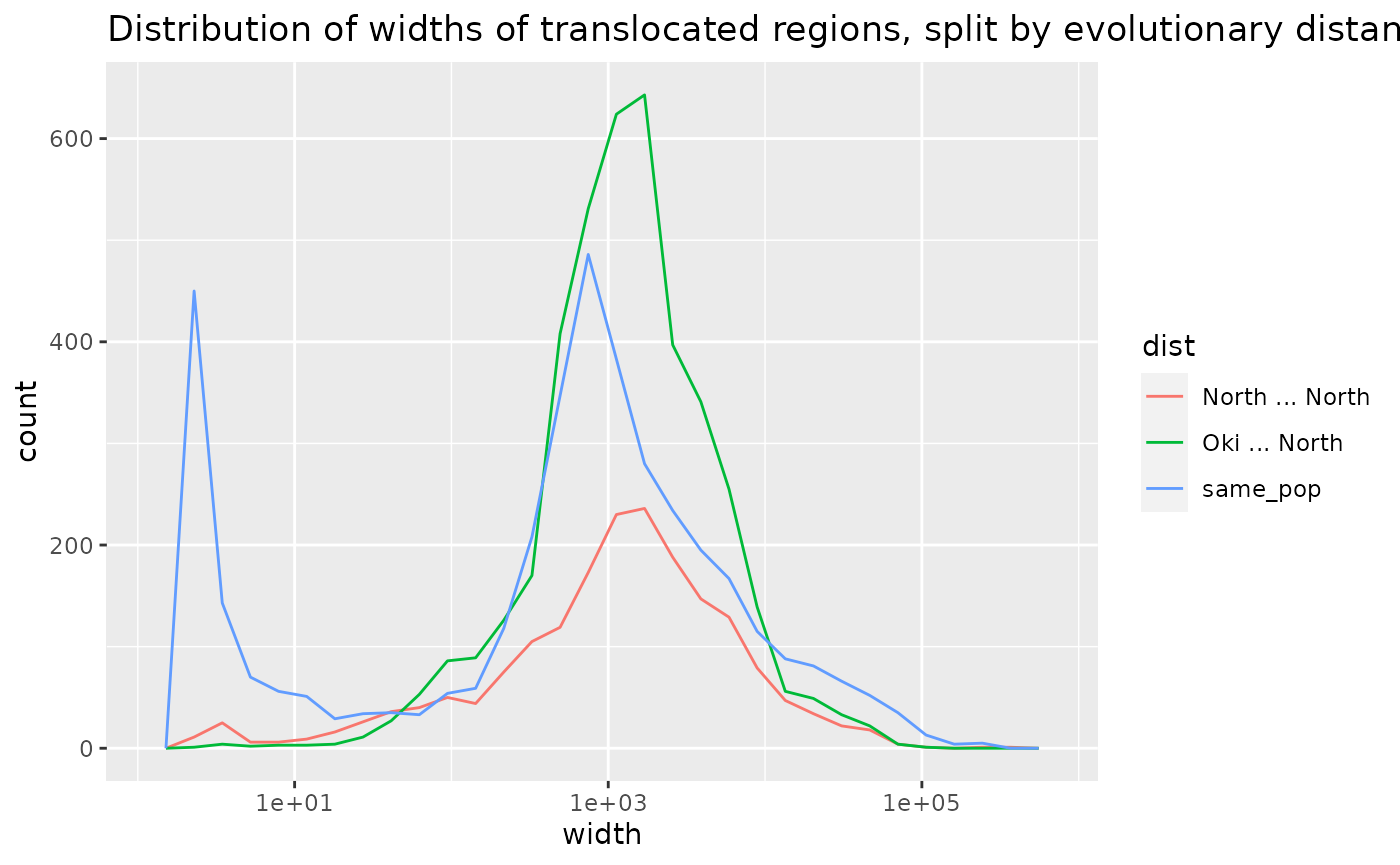 Distribution of widths of translocated regions, split by evolutionary distan
600
400
200
0
count
1e+01
1e+03
1e+05
width
dist
North ... North
Oki ... North
same_pop